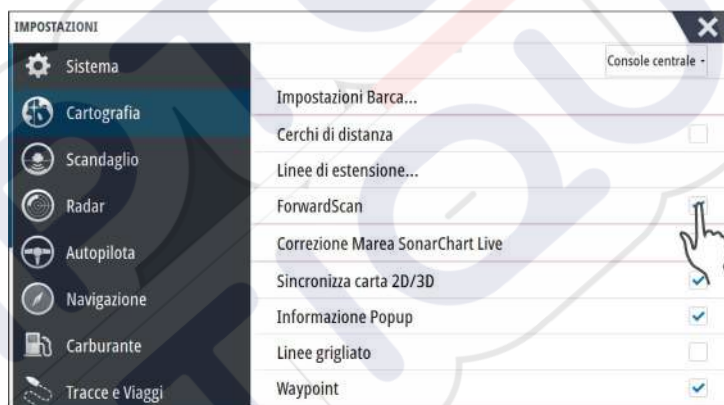 IMPOSTAZIONI
Sistema
Cartografia
Scandaglio
Radar
Autopilota
Navigazione
Carburante
Tracce e Viaggi
Console centrale
Impostazioni Barca...
Cerchi di distanza
Linee di estensione...
ForwardScan
Correzione Marea SonarChart Live
Sincronizza carta 2D/3D
Informazione Popup
Linee grigliato
Waypoint